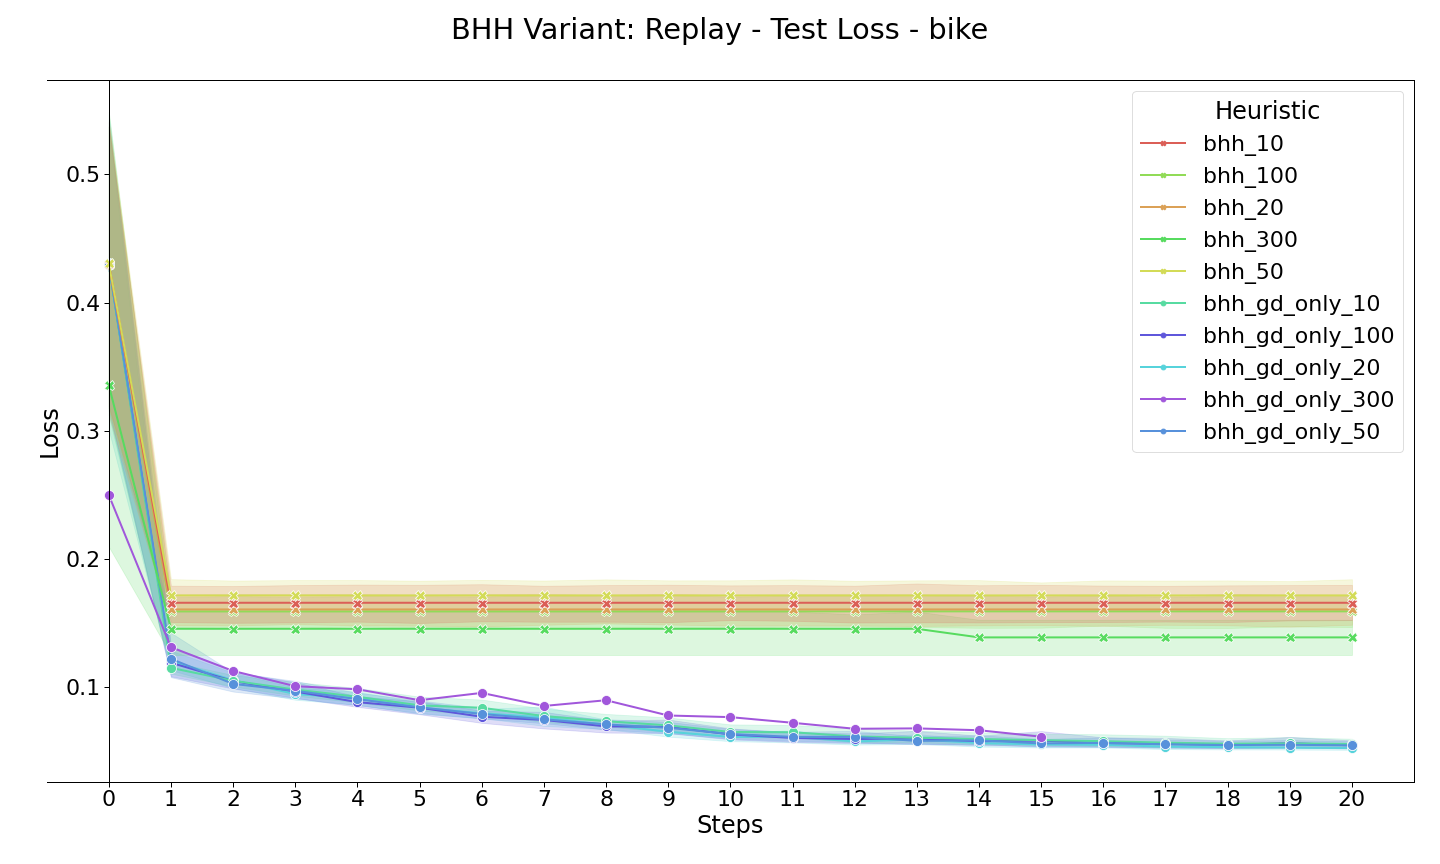 BHH Variant: Replay - Test Loss - bike
Heuristic
bhh_10
bhh_100
bhh_20
bhh_300
bhh_50
bhh_gd_only_10
bhh_gd_only_100
bhh_gd_only_20
bhh_gd_only_300
bhh_gd_only_50
0.5
0.4
0.3
0.2
0.1
Loss
0 1 2 3 4 5 6 7 8 9 10 11 12 13 14 15 16 17 18 19 20
Steps